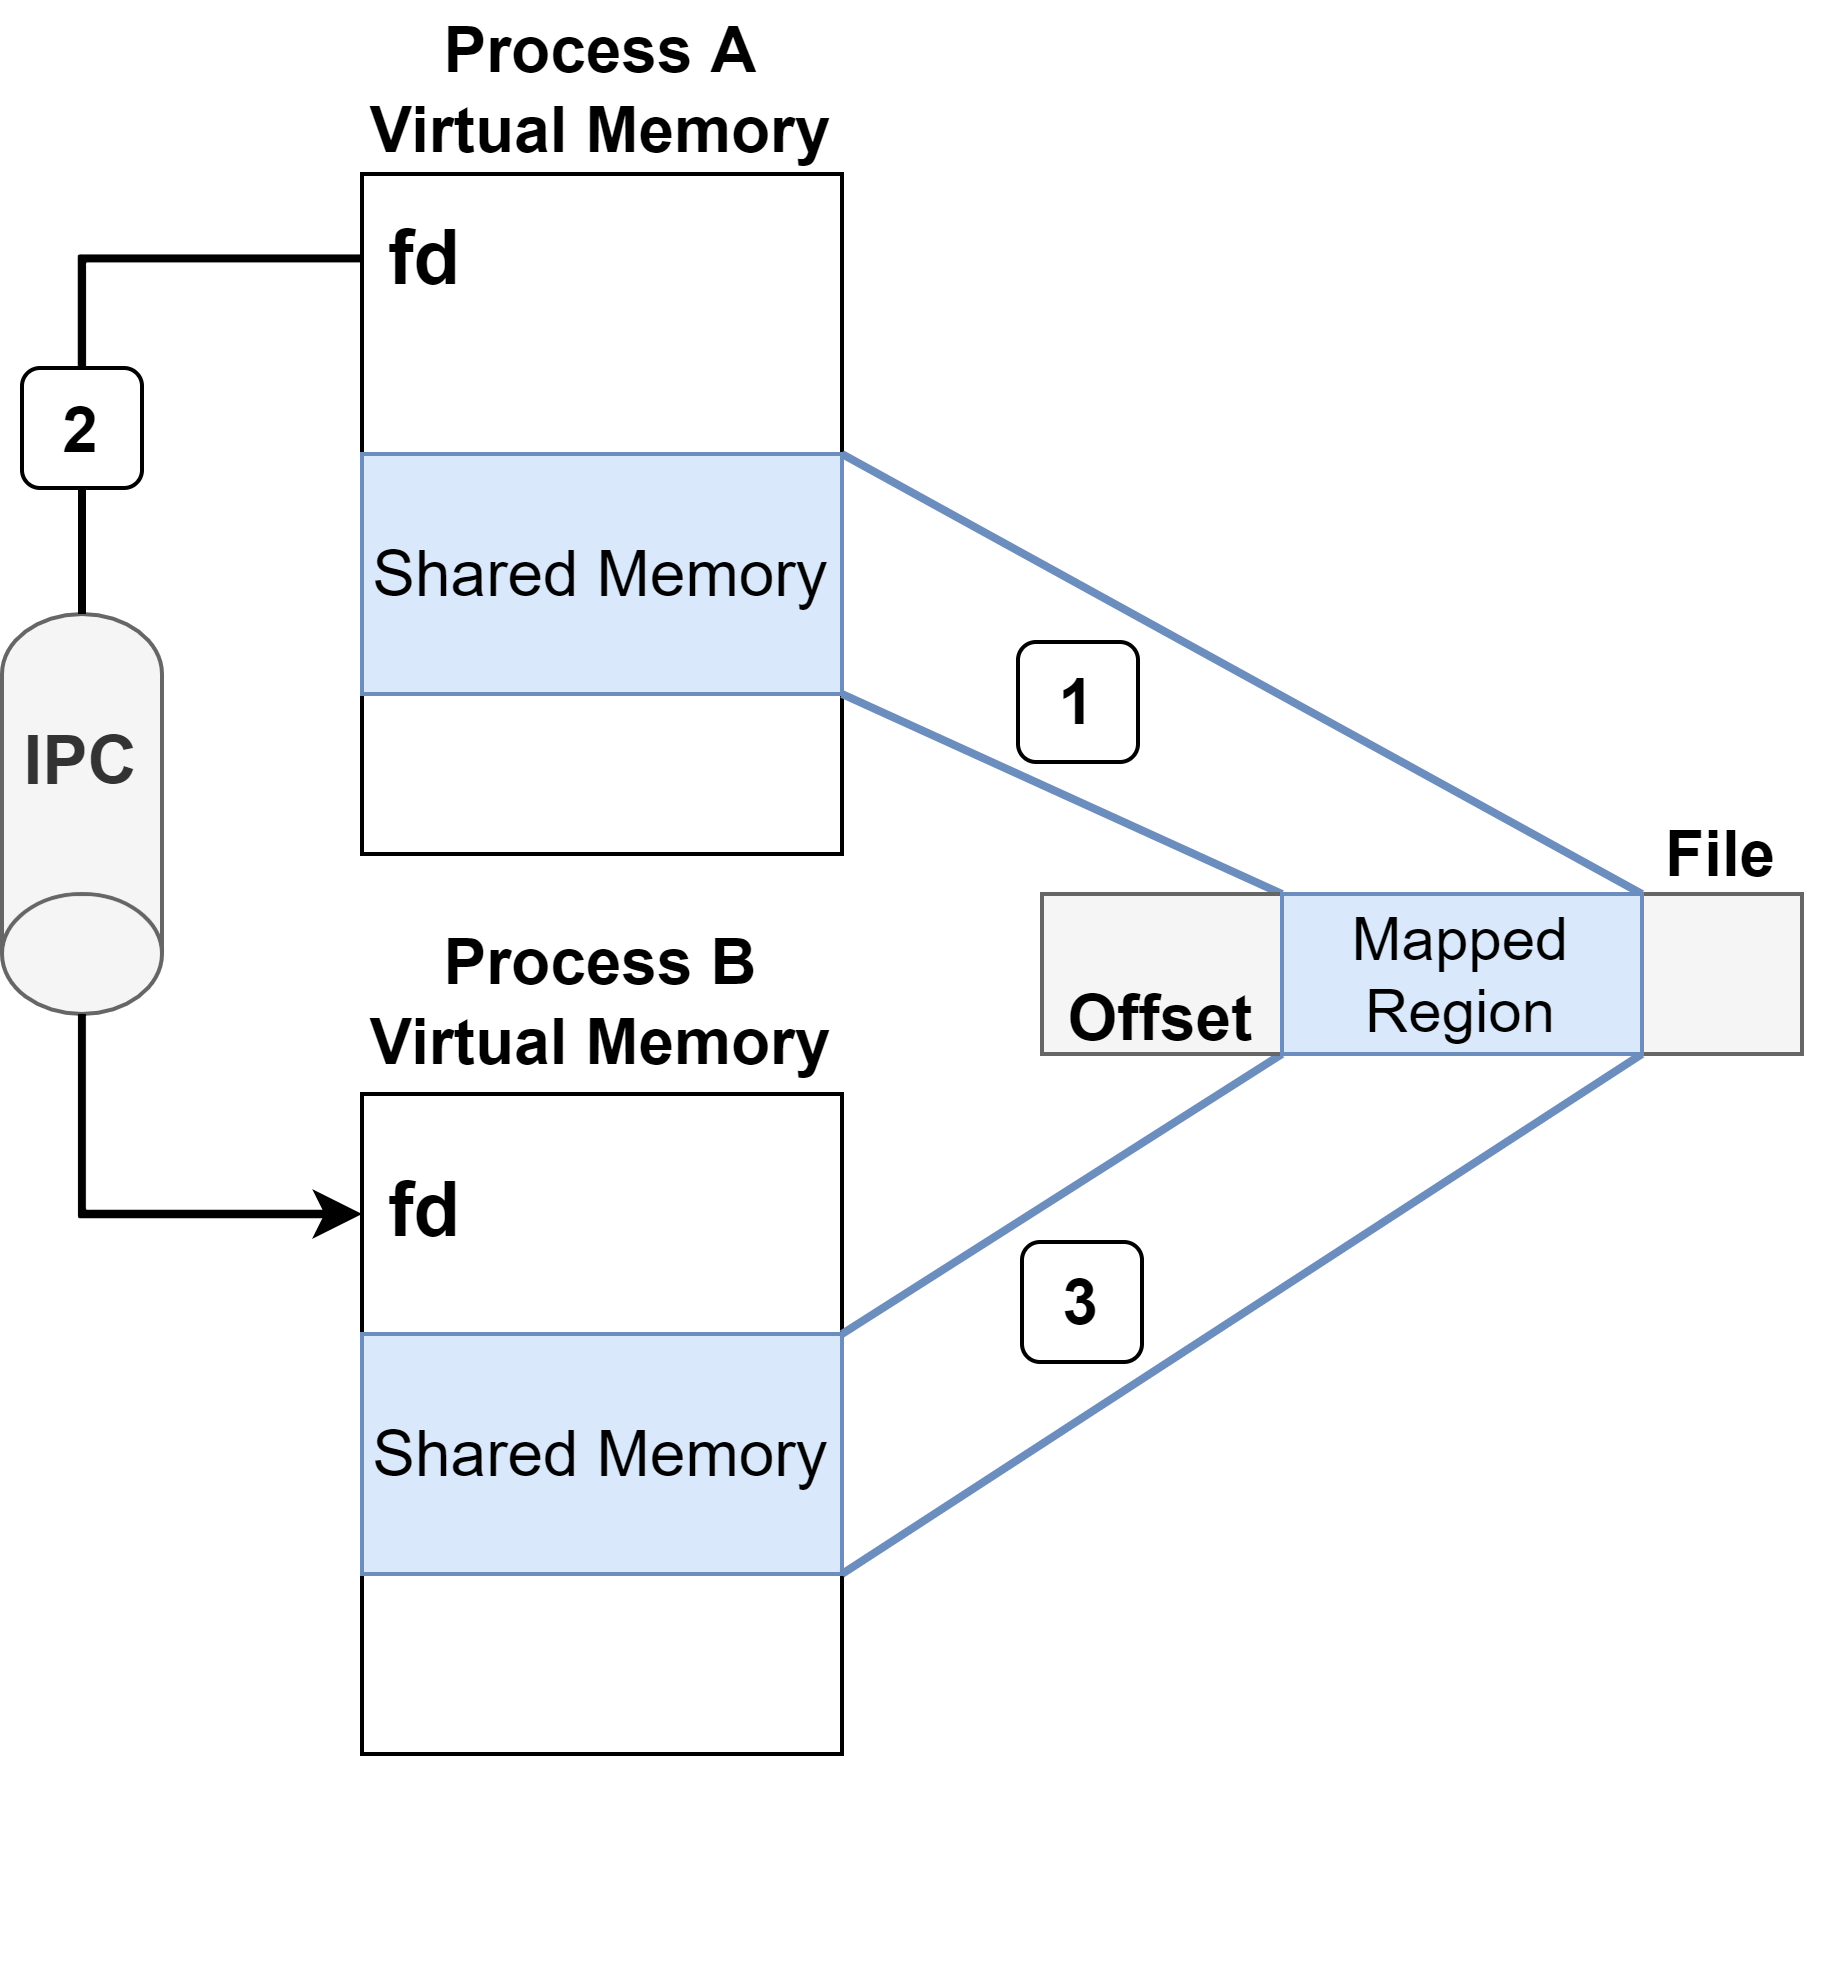 Process A
Virtual Memory
fd
2
Shared Memory
1
IPC
File
Mapped
Region
Offset
Process B
Virtual Memory
fd
3
Shared Memory